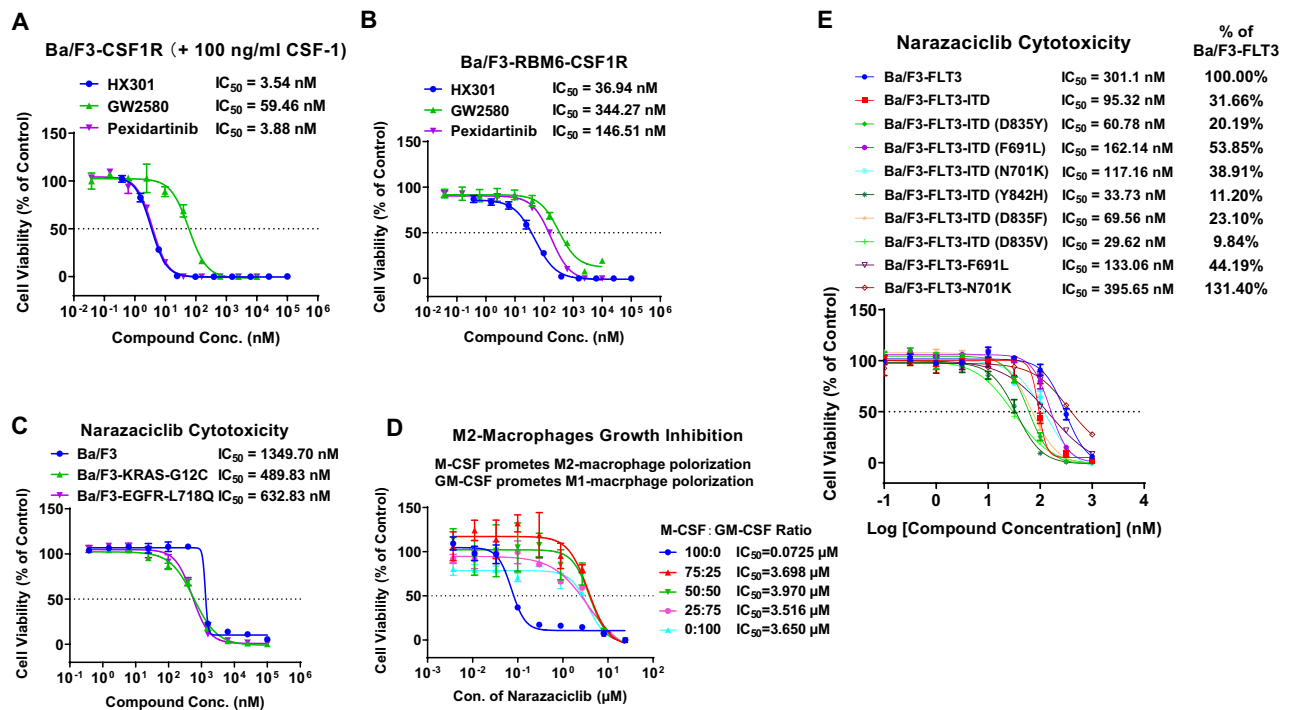 A
Ba/F3-CSF1R (+ 100 ng/ml CSF-1)
HX301 IC50 = 3.54 nM
GW2580 IC50 = 59.46 nM
Pexidartinib IC50 = 3.88 nM
Cell Viability (% of Control)
150
100
50
0
10-2 10-1 100 101 102 103 104 105 106
Compound Conc. (nM)
B
Ba/F3-RBM6-CSF1R
HX301 IC50 = 36.94 nM
GW2580 IC50 = 344.27 nM
Pexidartinib IC50 = 146.51 nM
Cell Viability (% of Control)
150
100
50
0
10-2 10-1 100 101 102 103 104 105 106
Compound Conc. (nM)
C
Narazaciclib Cytotoxicity
Ba/F3 IC50 = 1349.70 nM
Ba/F3-KRAS-G12C IC50 = 489.83 nM
Ba/F3-EGFR-L718Q IC50 = 632.83 nM
Cell Viability (% of Control)
150
100
50
0
10-1 100 101 102 103 104 105 106
Compound Conc. (nM)
D
M2-Macrophages Growth Inhibition
M-CSF prometes M2-macrophage polorization
GM-CSF prometes M1-macrphage polorization
M-CSF : GM-CSF Ratio
100:0 IC50=0.0725 µM
75:25 IC50=3.698 µM
50:50 IC50=3.970 µM
25:75 IC50=3.516 µM
0:100 IC50=3.650 µM
Cell Viability (% of Control)
150
100
50
0
10-3 10-2 10-1 100 101 102
Con. of Narazaciclib (µM)
E
Narazaciclib Cytotoxicity
% of
Ba/F3-FLT3
Ba/F3-FLT3 IC50 = 301.1 nM 100.00%
Ba/F3-FLT3-ITD IC50 = 95.32 nM 31.66%
Ba/F3-FLT3-ITD (D835Y) IC50 = 60.78 nM 20.19%
Ba/F3-FLT3-ITD (F691L) IC50 = 162.14 nM 53.85%
Ba/F3-FLT3-ITD (N701K) IC50 = 117.16 nM 38.91%
Ba/F3-FLT3-ITD (Y842H) IC50 = 33.73 nM 11.20%
Ba/F3-FLT3-ITD (D835F) IC50 = 69.56 nM 23.10%
Ba/F3-FLT3-ITD (D835V) IC50 = 29.62 nM 9.84%
Ba/F3-FLT3-F691L IC50 = 133.06 nM 44.19%
Ba/F3-FLT3-N701K IC50 = 395.65 nM 131.40%
Cell Viability (% of Control)
150
100
50
0
-1 0 1 2 3 4
Log [Compound Concentration] (nM)